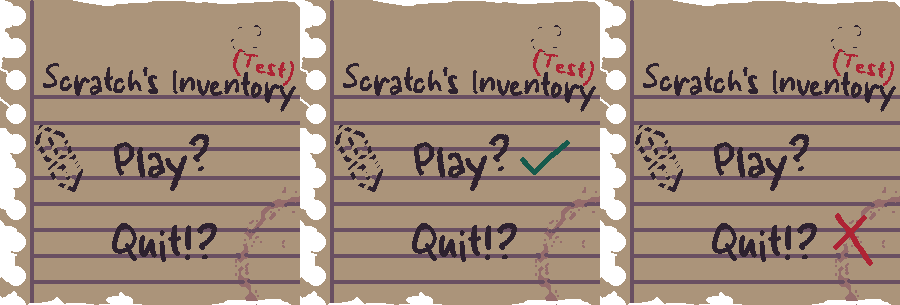 (Test)
Scratch's Inventory
Play?
Quit!?
(Test)
Scratch's Inventory
Play?
Quit!?
(Test)
Scratch's Inventory
Play?
Quit!?